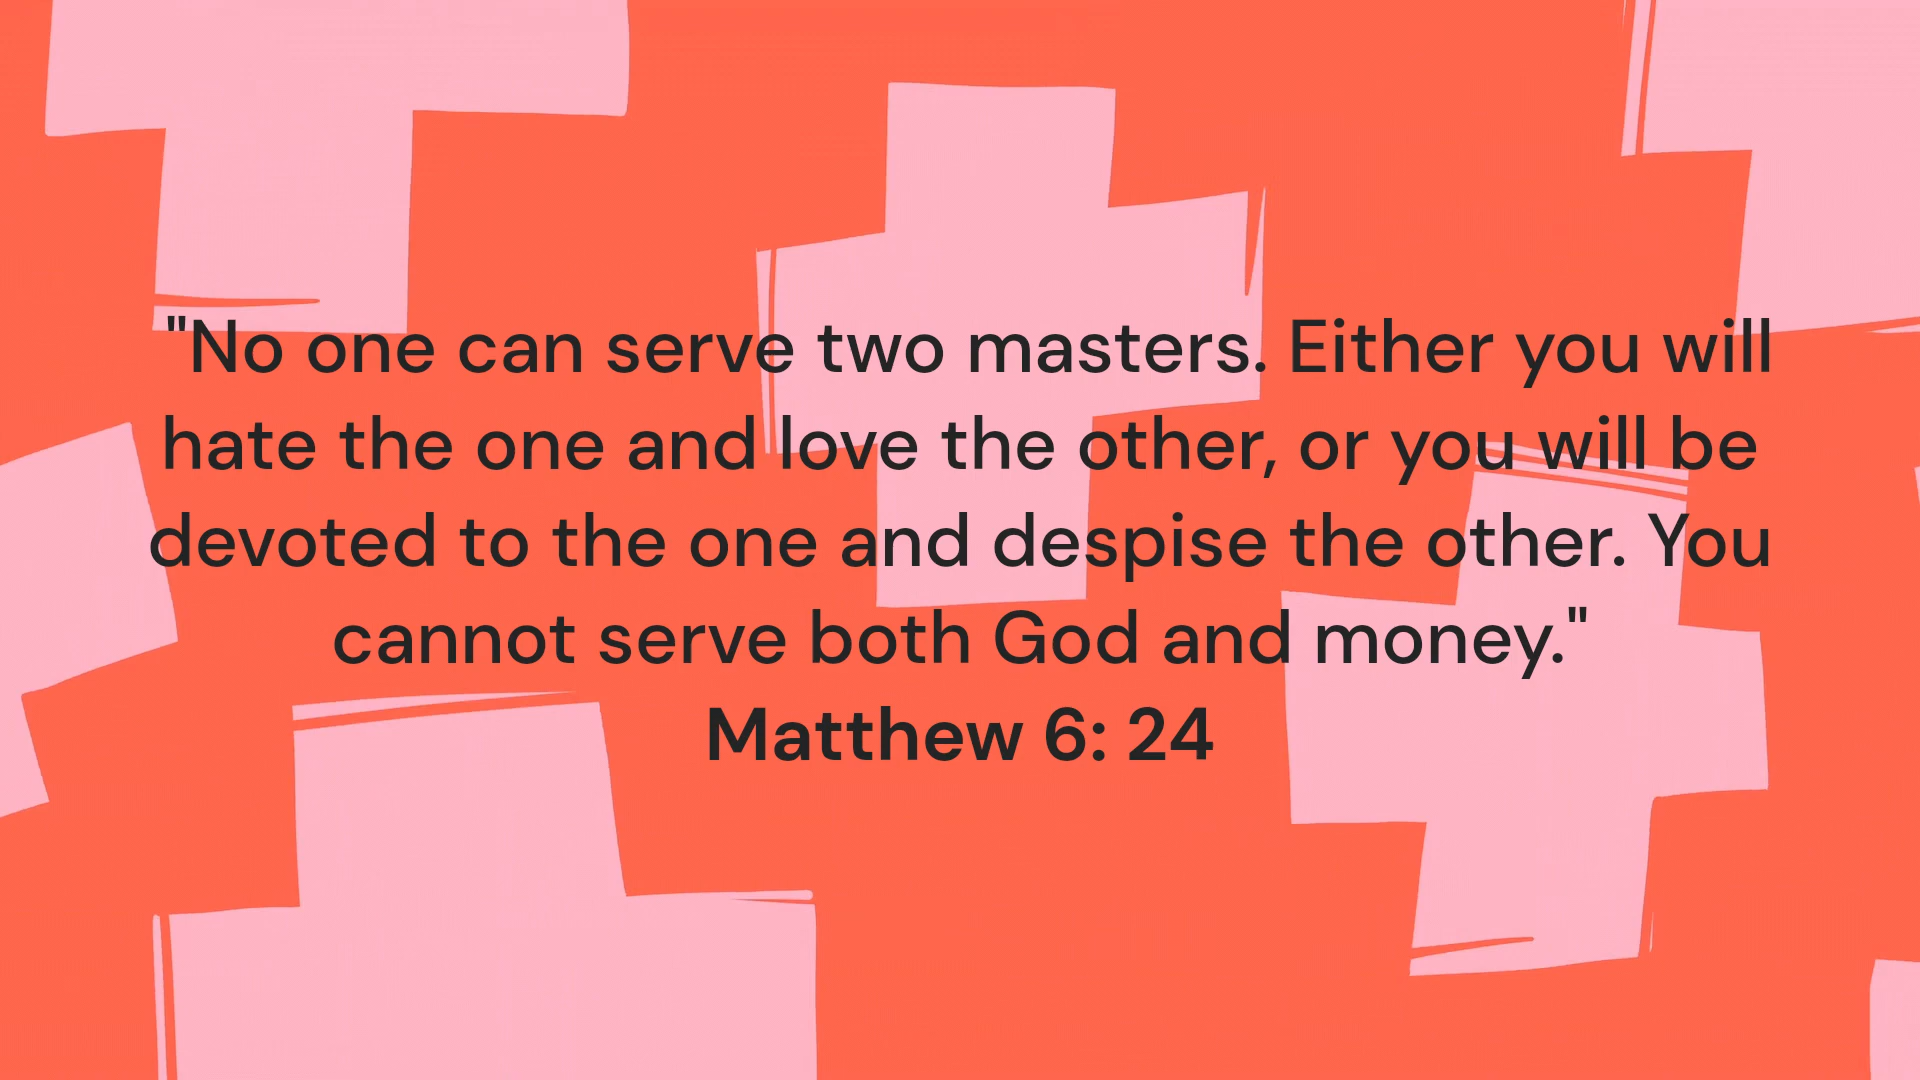 "No one can serve two masters. Either you will
hate the one and love the other, or you will be
devoted to the one and despise the other. You
cannot serve both God and money."
Matthew 6: 24